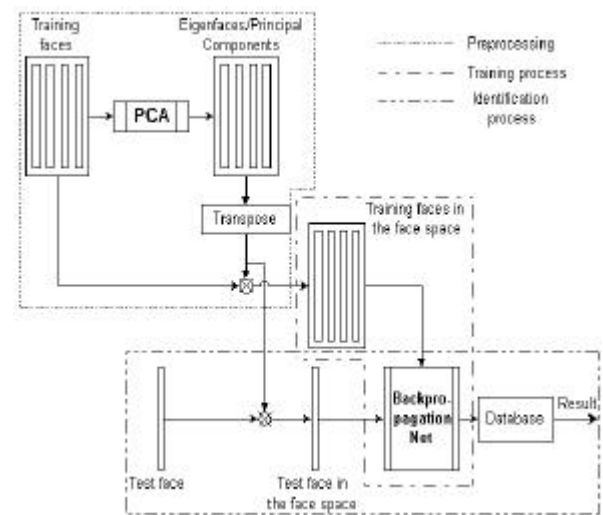 Training
faces
Eigenfaces/Principal
Components
Preprocessing
Training process
Identification
process
PCA
Transpose
Training faces in
the face space
Backpro-
pagation
Net
Database
Result
Test face
Test face in
the face space